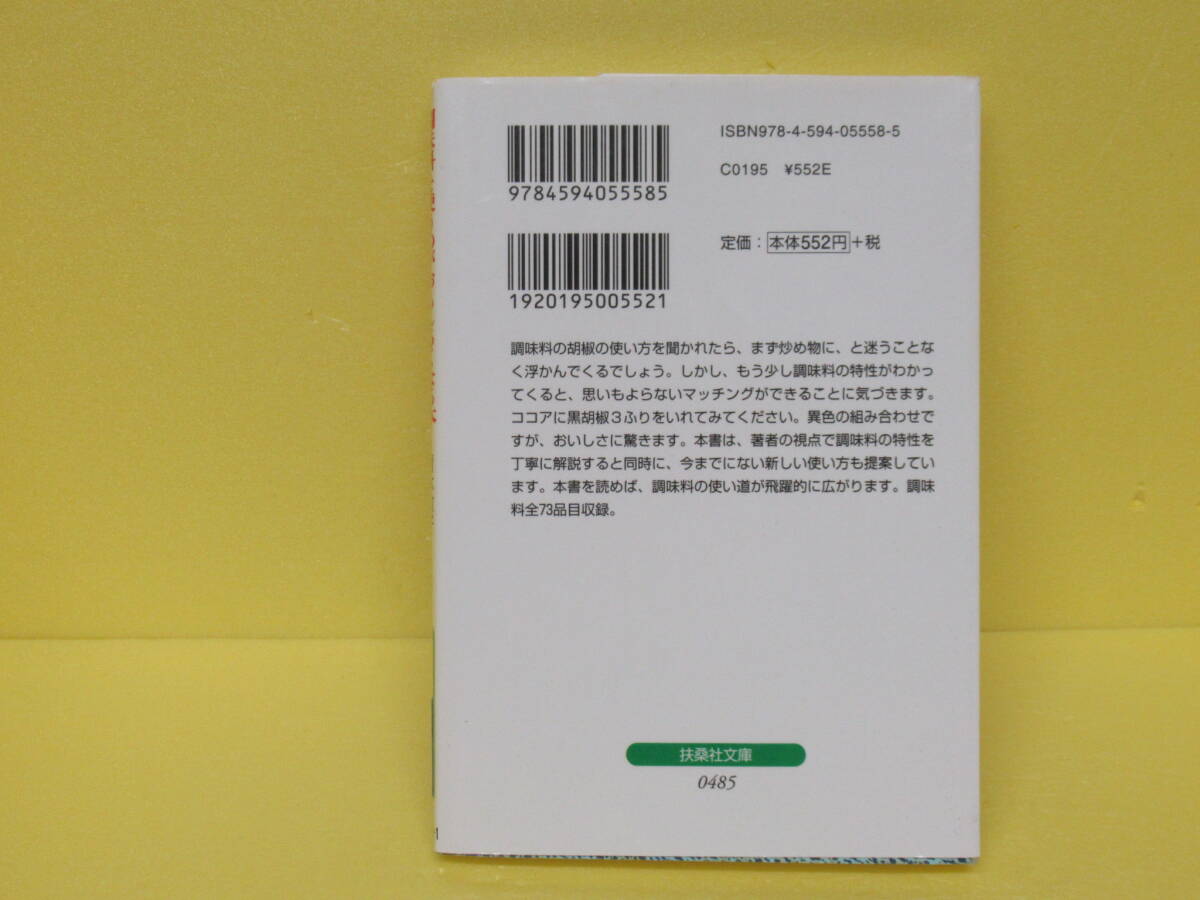 ISBN978-4-594-05558-5
9784594055585
C0195 ¥552E
定価：本体552円+税
1920195005521
調味料の胡椒の使い方を聞かれたら、まず炒め物に、と迷うことな
く浮かんでくるでしょう。しかし、もう少し調味料の特性がわかっ
てくると、思いもよらないマッチングができることに気づきます。
ココアに黒胡椒３ふりをいれてみてください。異色の組み合わせで
すが、おいしさに驚きます。本書は、著者の視点で調味料の特性を
丁寧に解説すると同時に、今までにない新しい使い方も提案してい
ます。本書を読めば、調味料の使い道が飛躍的に広がります。調味
料全73品目収録。
扶桑社文庫
0485